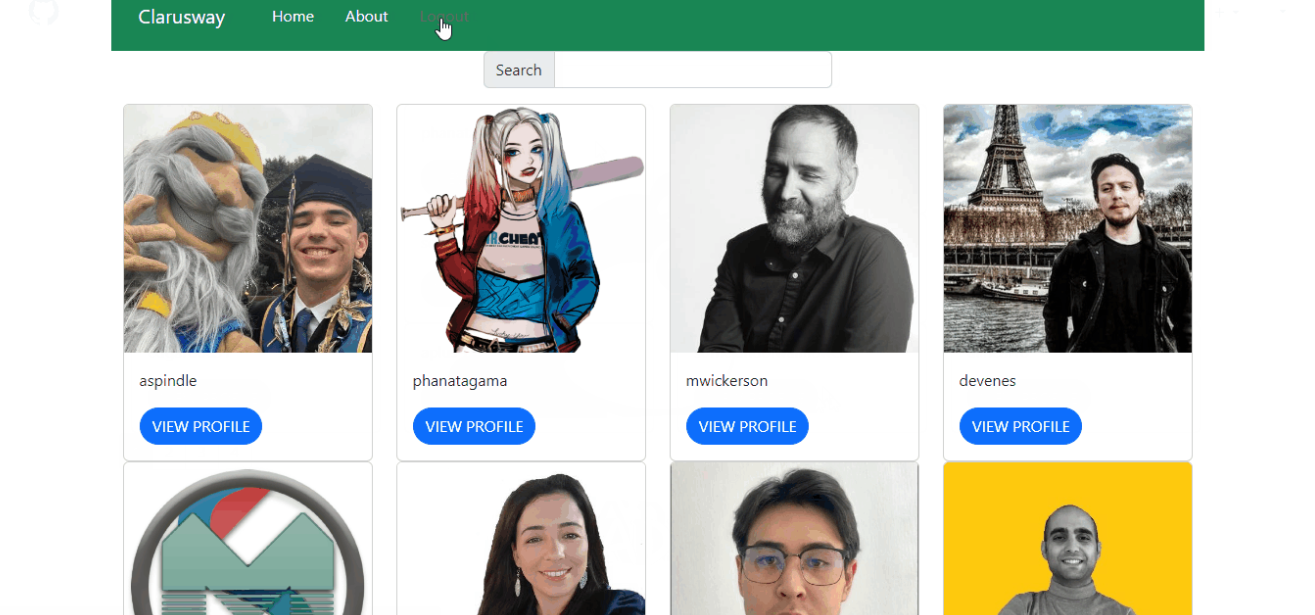 Clarusway Home About Logout
Search
aspindle phanatagama mwickerson devenes
VIEW PROFILE VIEW PROFILE VIEW PROFILE VIEW PROFILE